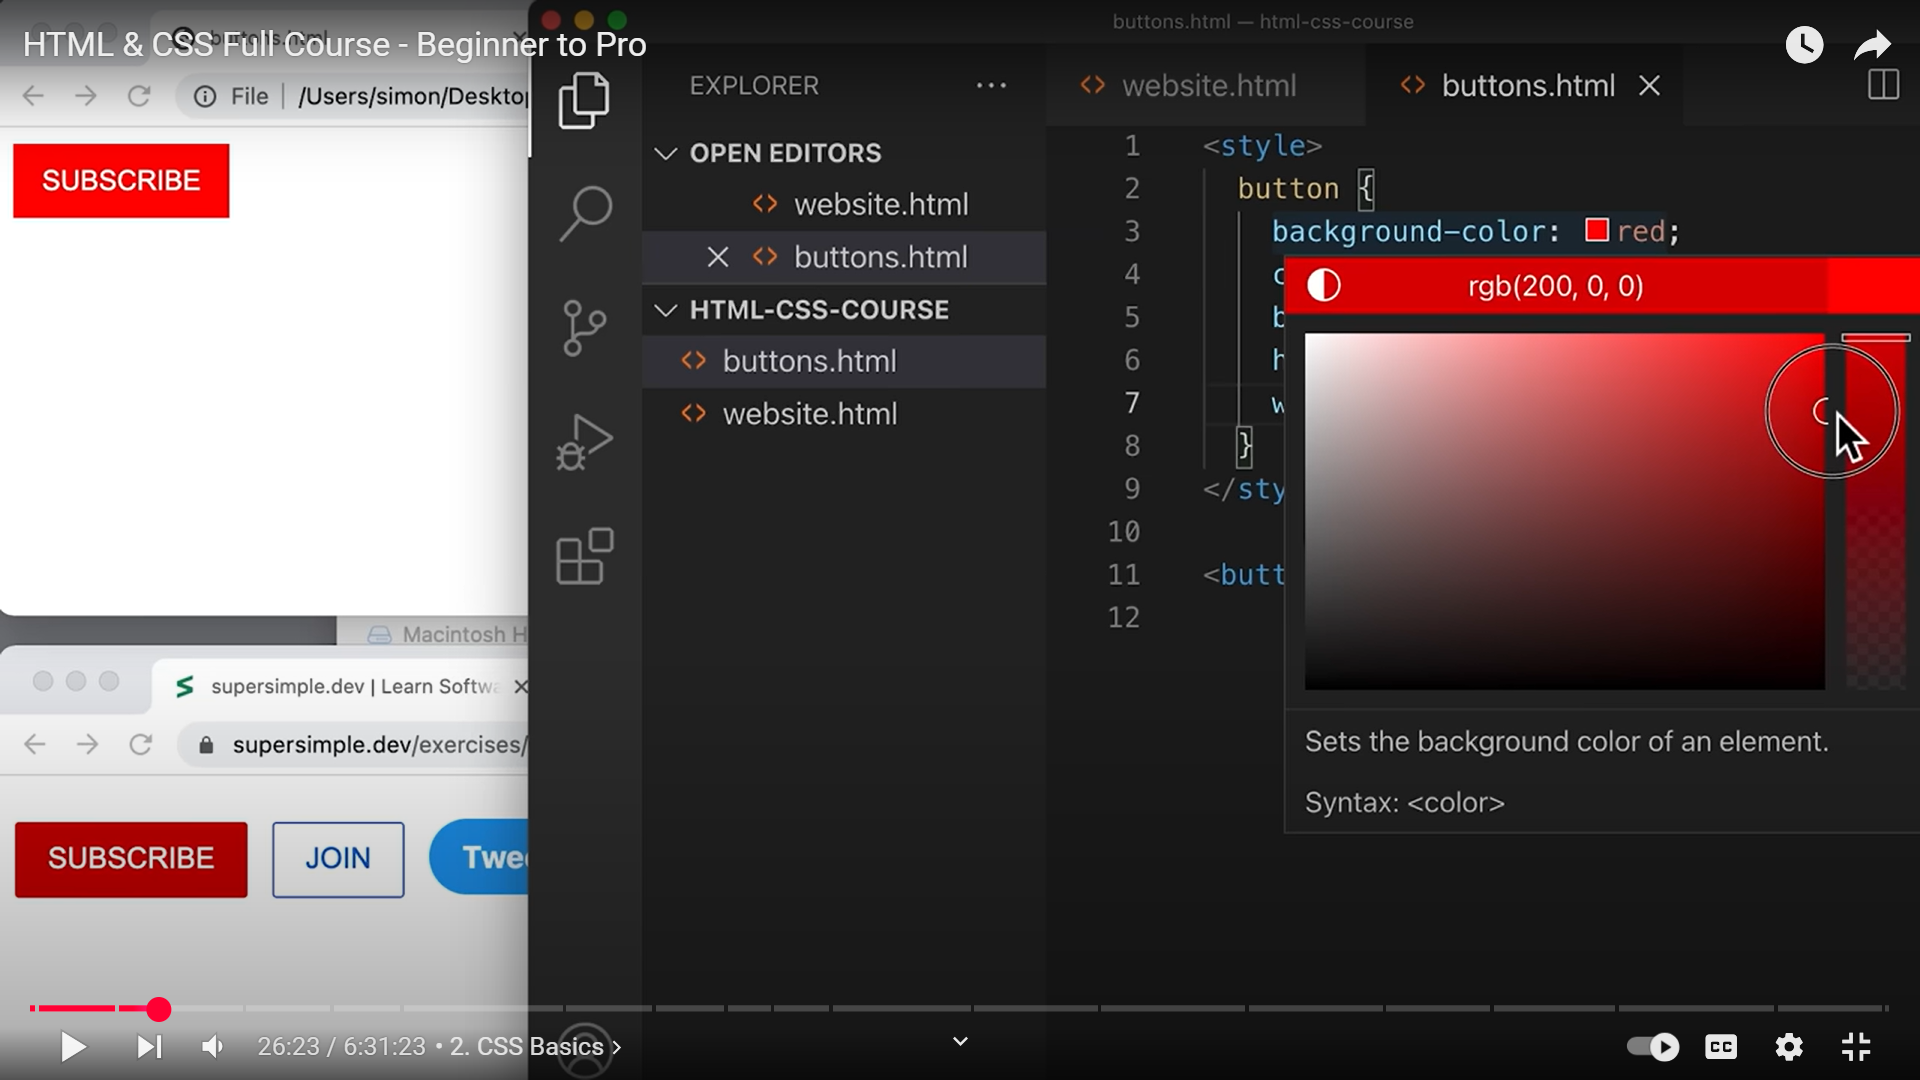 HTML & CSS Full Course - Beginner to Pro
buttons.html — html-css-course
File | /Users/simon/Deskto
SUBSCRIBE
EXPLORER
OPEN EDITORS
website.html
buttons.html
HTML-CSS-COURSE
buttons.html
website.html
website.html
buttons.html
1 <style>
2 button {
3 background-color: red;
4 c
5 b
6 h
7 w
8 }
9 </sty
10
11 <butt
12
rgb(200, 0, 0)
Sets the background color of an element.
Syntax: <color>
Macintosh H
supersimple.dev | Learn Softw
supersimple.dev/exercises/
SUBSCRIBE
JOIN
Twe
26:23 / 6:31:23 • 2. CSS Basics ›
CC